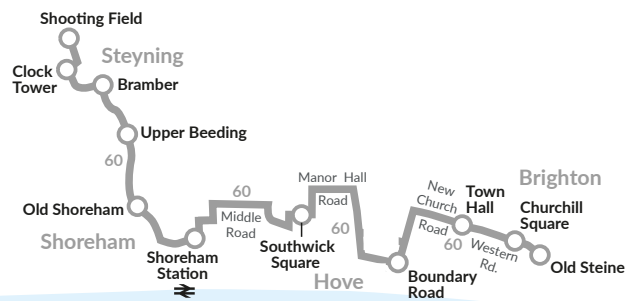 Shooting Field
Steyning
Clock
Tower
Bramber
Upper Beeding
60
Old Shoreham
Shoreham
Shoreham
Station
60
Middle
Road
Southwick
Square
Manor Hall
Road
60
Hove
Boundary
Road
New
Church
Road
Town
Hall
60
Western
Rd.
Brighton
Churchill
Square
Old Steine